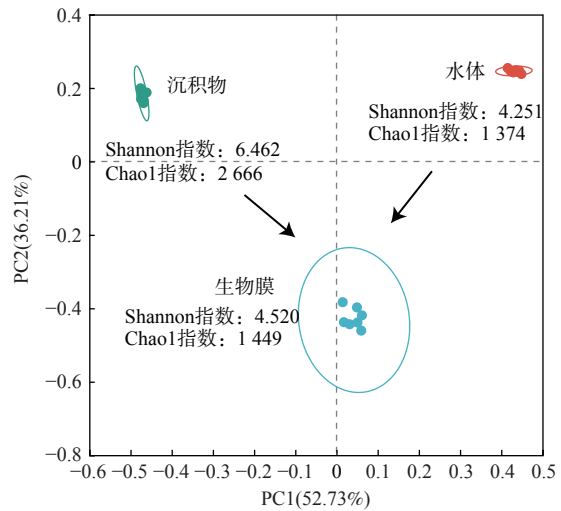 0.4
0.2
0
−0.2
−0.4
−0.6
−0.8
PC2(36.21%)
沉积物
水体
Shannon指数：4.251
Chao1指数：1 374
Shannon指数：6.462
Chao1指数：2 666
生物膜
Shannon指数：4.520
Chao1指数：1 449
−0.6 −0.5 −0.4 −0.3 −0.2 −0.1 0 0.1 0.2 0.3 0.4 0.5
PC1(52.73%)